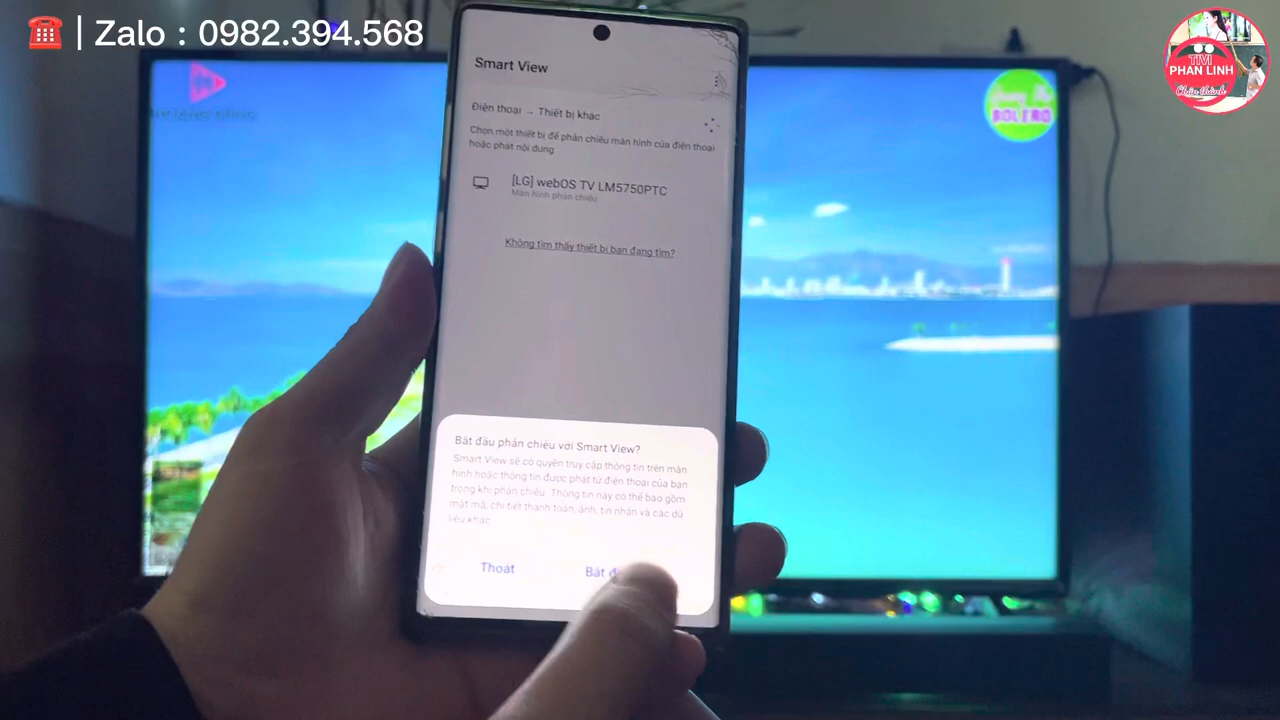 ☎️ | Zalo : 0982.394.568
TIVI
PHAN LINH
Chân thành
BOLERO
Smart View
Điện thoại → Thiết bị khác
Chọn một thiết bị để phản chiếu màn hình của điện thoại
hoặc phát nội dung
[LG] webOS TV LM5750PTC
Màn hình phản chiếu
Không tìm thấy thiết bị bạn đang tìm?
Bắt đầu phản chiếu với Smart View?
Smart View sẽ có quyền truy cập thông tin trên màn
hình hoặc thông tin được phát từ điện thoại của bạn
trong khi phản chiếu. Thông tin này có thể bao gồm
mật mã, chi tiết thanh toán, ảnh, tin nhắn và các dữ
liệu khác.
Thoát
Bắt đ